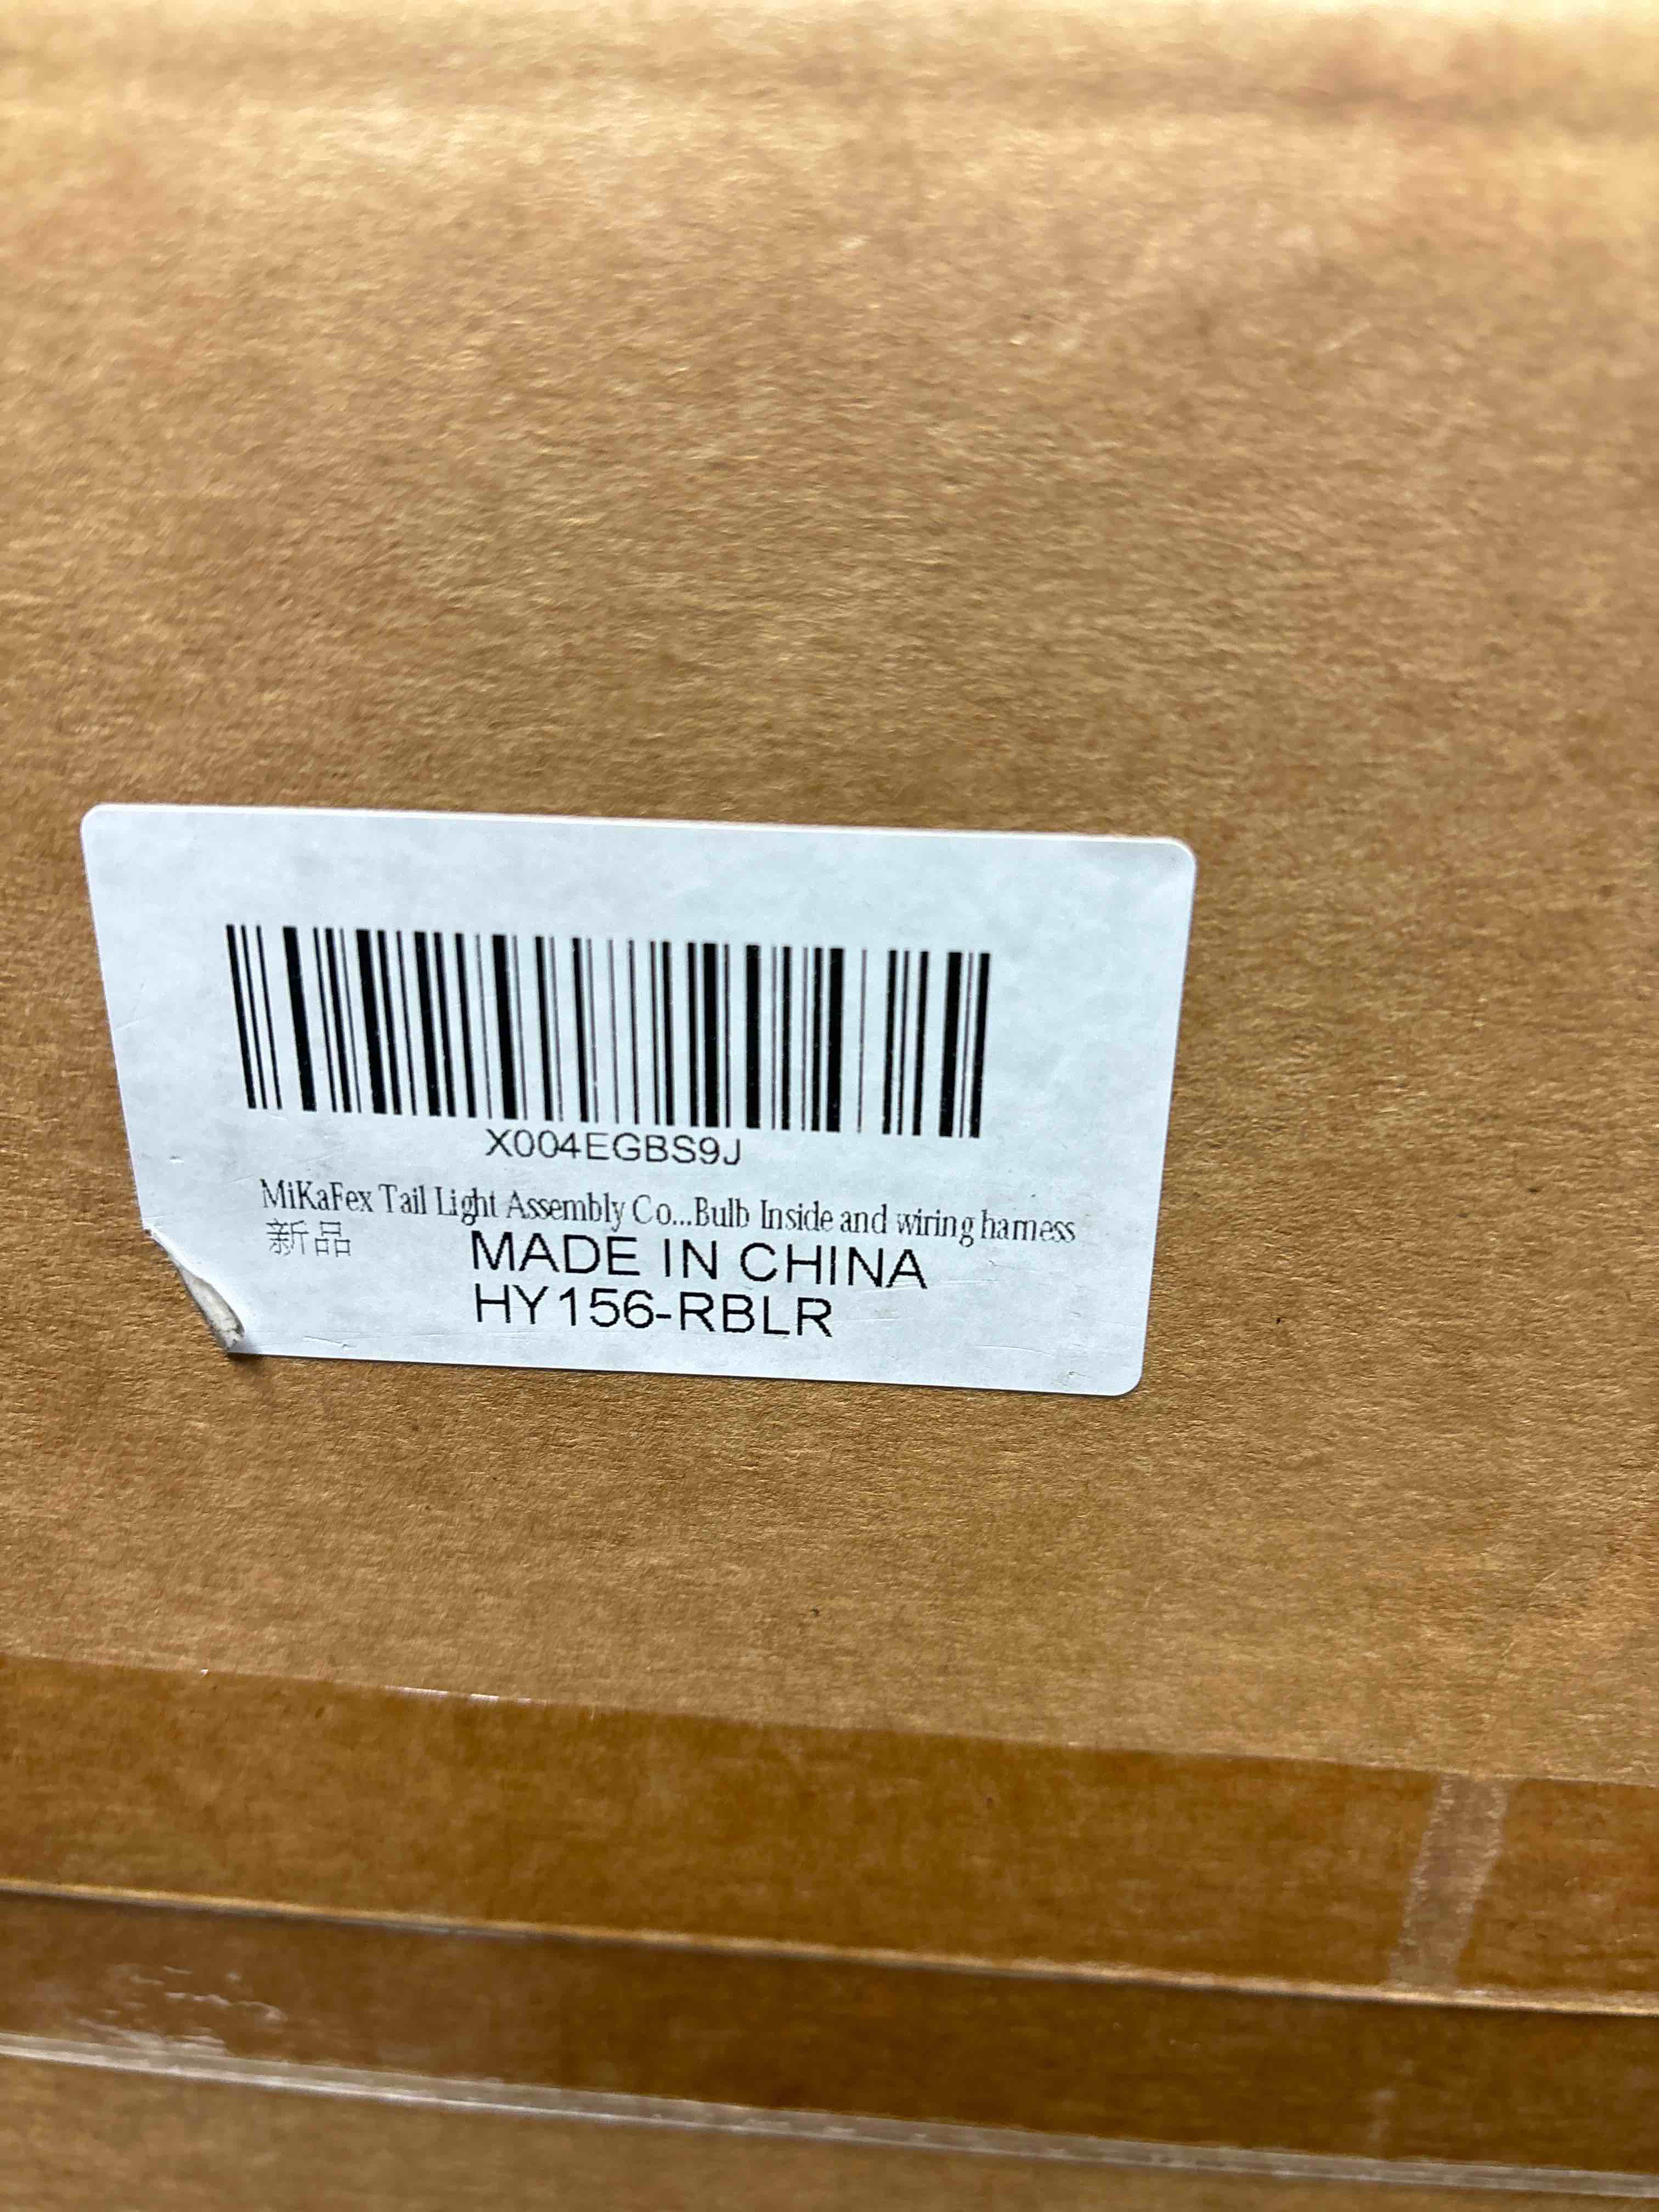 X004EGBS9J
MiKaFex Tail Light Assembly Co...Bulb Inside and wiring harness
新品
MADE IN CHINA
HY156-RBLR